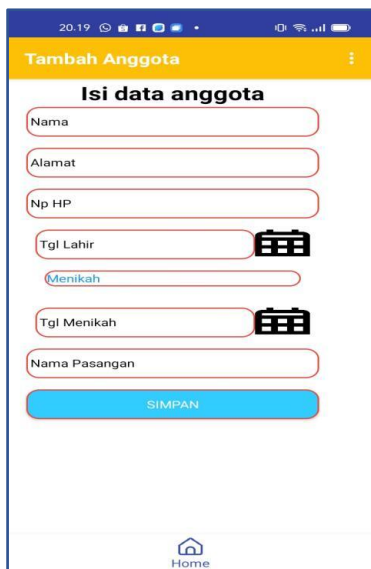 20.19
Tambah Anggota
Isi data anggota
Nama
Alamat
Np HP
Tgl Lahir
Menikah
Tgl Menikah
Nama Pasangan
SIMPAN
Home